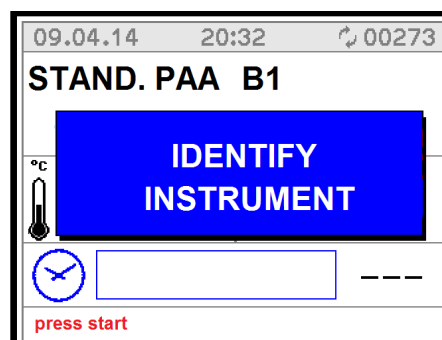 09.04.14 20:32 00273
STAND. PAA B1
IDENTIFY
INSTRUMENT
°C
---
press start